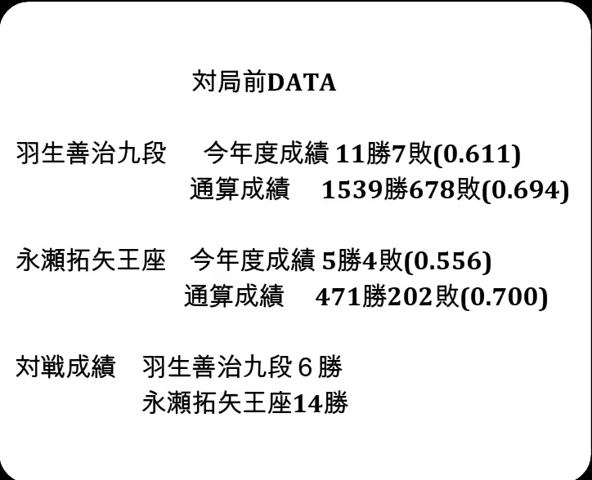 対局前DATA
羽生善治九段 今年度成績 11勝7敗(0.611)
通算成績 1539勝678敗(0.694)
永瀬拓矢王座 今年度成績 5勝4敗(0.556)
通算成績 471勝202敗(0.700)
対戦成績 羽生善治九段６勝
永瀬拓矢王座14勝